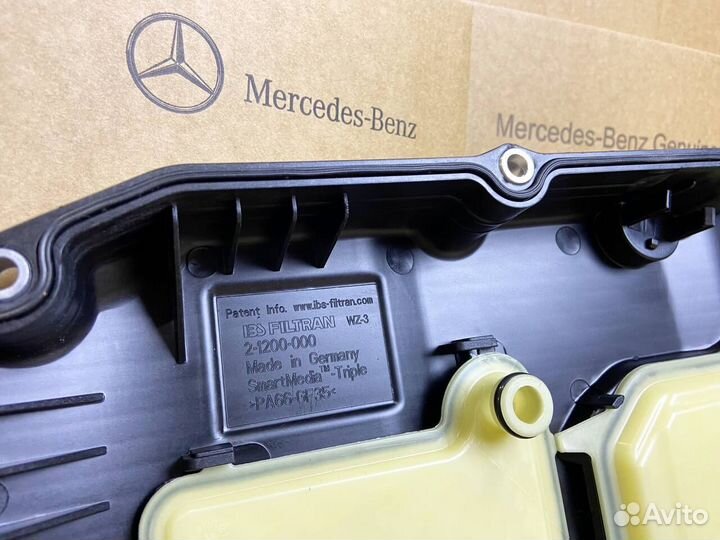 Mercedes-Benz
Mercedes-Benz Genuine
Patent Info. www.ibs-filtran.com
IBS FILTRAN WZ-3
2-1200-000
Made in Germany
SmartMedia™-Triple
>PA66-GF35<
Avito